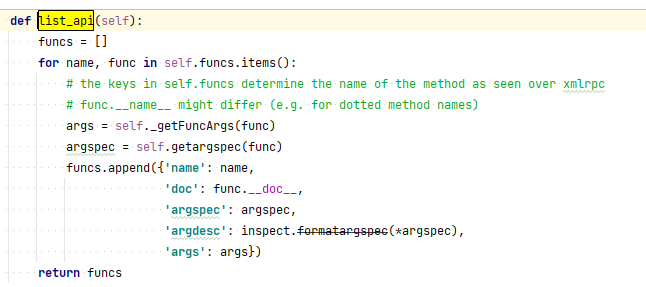 def list_api(self):
    funcs = []
    for name, func in self.funcs.items():
        # the keys in self.funcs determine the name of the method as seen over xmlrpc
        # func.__name__ might differ (e.g. for dotted method names)
        args = self._getFuncArgs(func)
        argspec = self.getargspec(func)
        funcs.append({'name': name,
                      'doc': func.__doc__,
                      'argspec': argspec,
                      'argdesc': inspect.formatargspec(*argspec),
                      'args': args})
    return funcs